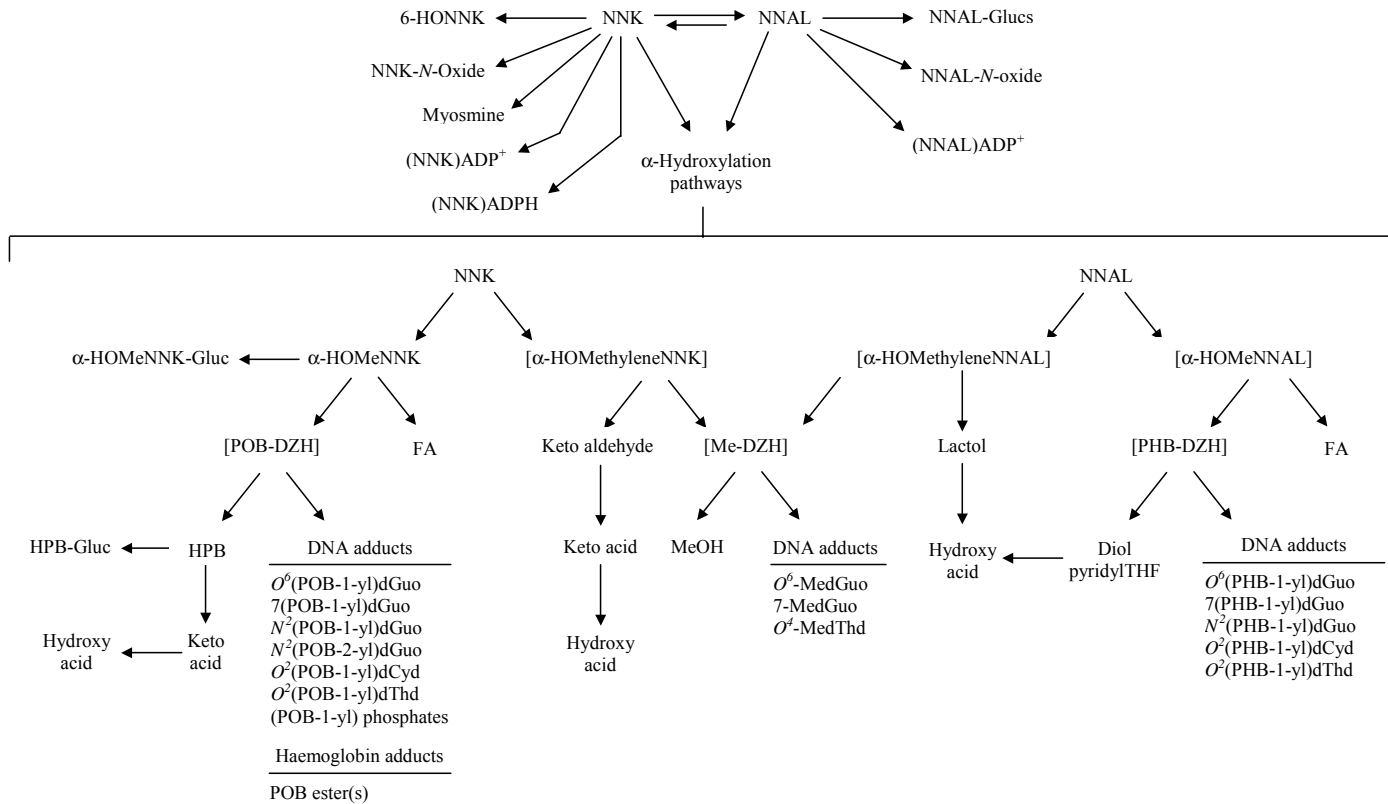 6-HONNK NNK NNAL NNAL-Glucs
NNK-N-Oxide NNAL-N-oxide
Myosmine
(NNK)ADP+ (NNAL)ADP+
α-Hydroxylation
pathways
(NNK)ADPH
NNK NNAL
α-HOMeNNK-Gluc α-HOMeNNK [α-HOMethyleneNNK] [α-HOMethyleneNNAL] [α-HOMeNNAL]
[POB-DZH] FA Keto aldehyde [Me-DZH] Lactol [PHB-DZH] FA
HPB-Gluc HPB
DNA adducts
O⁶(POB-1-yl)dGuo
7(POB-1-yl)dGuo
N²(POB-1-yl)dGuo
N²(POB-2-yl)dGuo
O²(POB-1-yl)dCyd
O²(POB-1-yl)dThd
(POB-1-yl) phosphates
Haemoglobin adducts
POB ester(s)
Hydroxy
acid
Keto
acid
Keto acid
Hydroxy
acid
MeOH
DNA adducts
O⁶-MedGuo
7-MedGuo
O⁴-MedThd
Hydroxy
acid
Diol
pyridylTHF
DNA adducts
O⁶(PHB-1-yl)dGuo
7(PHB-1-yl)dGuo
N²(PHB-1-yl)dGuo
O²(PHB-1-yl)dCyd
O²(PHB-1-yl)dThd